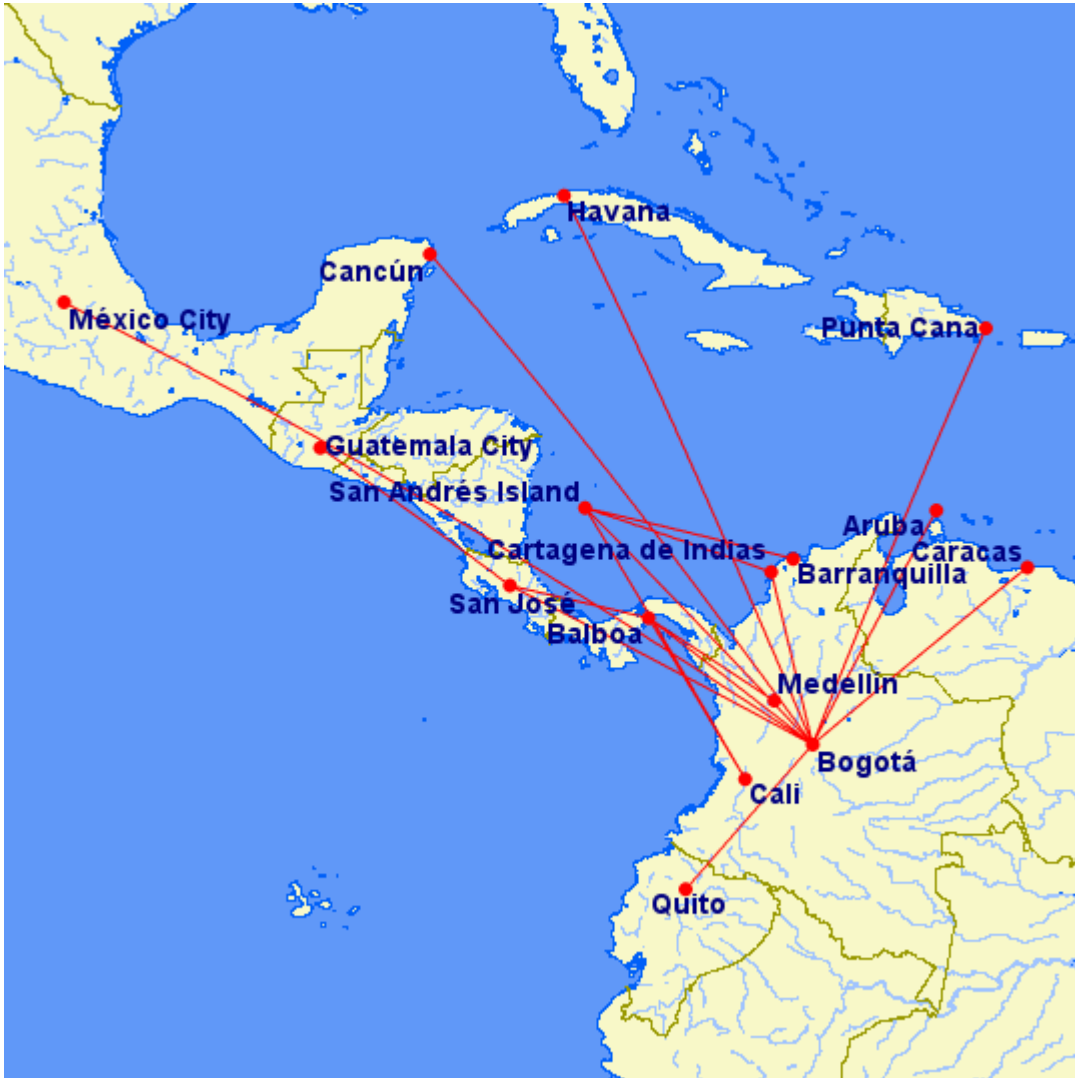 Havana
Cancún
México City
Punta Cana
Guatemala City
San Andrés Island
Aruba
Cartagena de Indias
Caracas
Barranquilla
San José
Balboa
Medellín
Bogotá
Cali
Quito